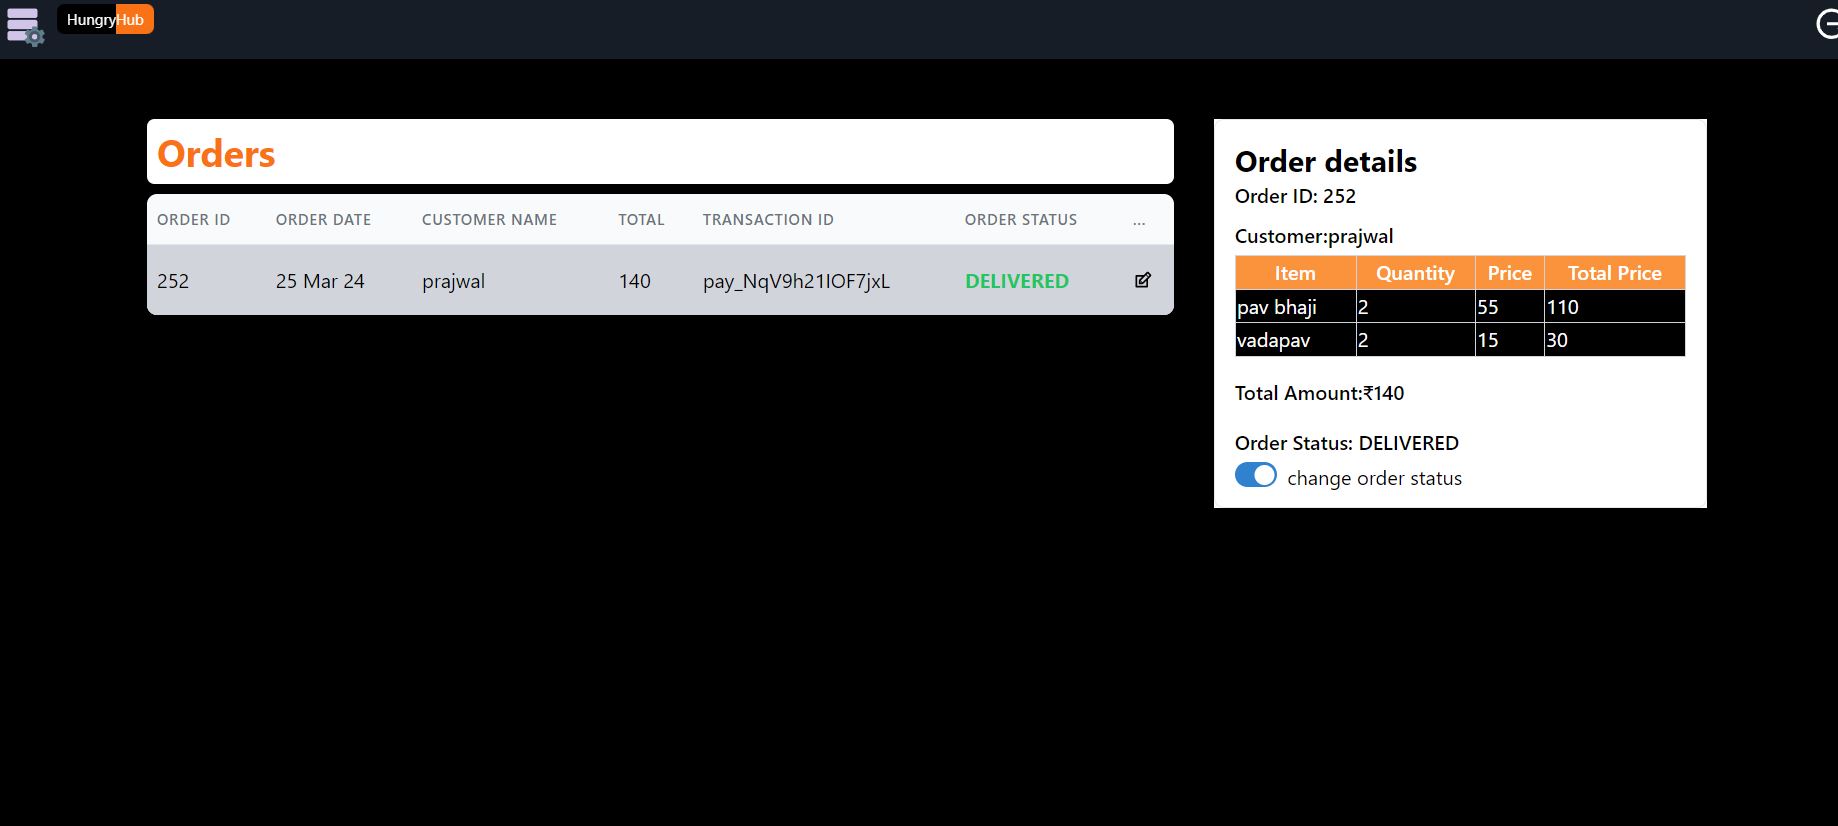 HungryHub
Orders
ORDER ID ORDER DATE CUSTOMER NAME TOTAL TRANSACTION ID ORDER STATUS ...
252 25 Mar 24 prajwal 140 pay_NqV9h21IOF7jxL DELIVERED
Order details
Order ID: 252
Customer:prajwal
Item Quantity Price Total Price
pav bhaji 2 55 110
vadapav 2 15 30
Total Amount:₹140
Order Status: DELIVERED
change order status